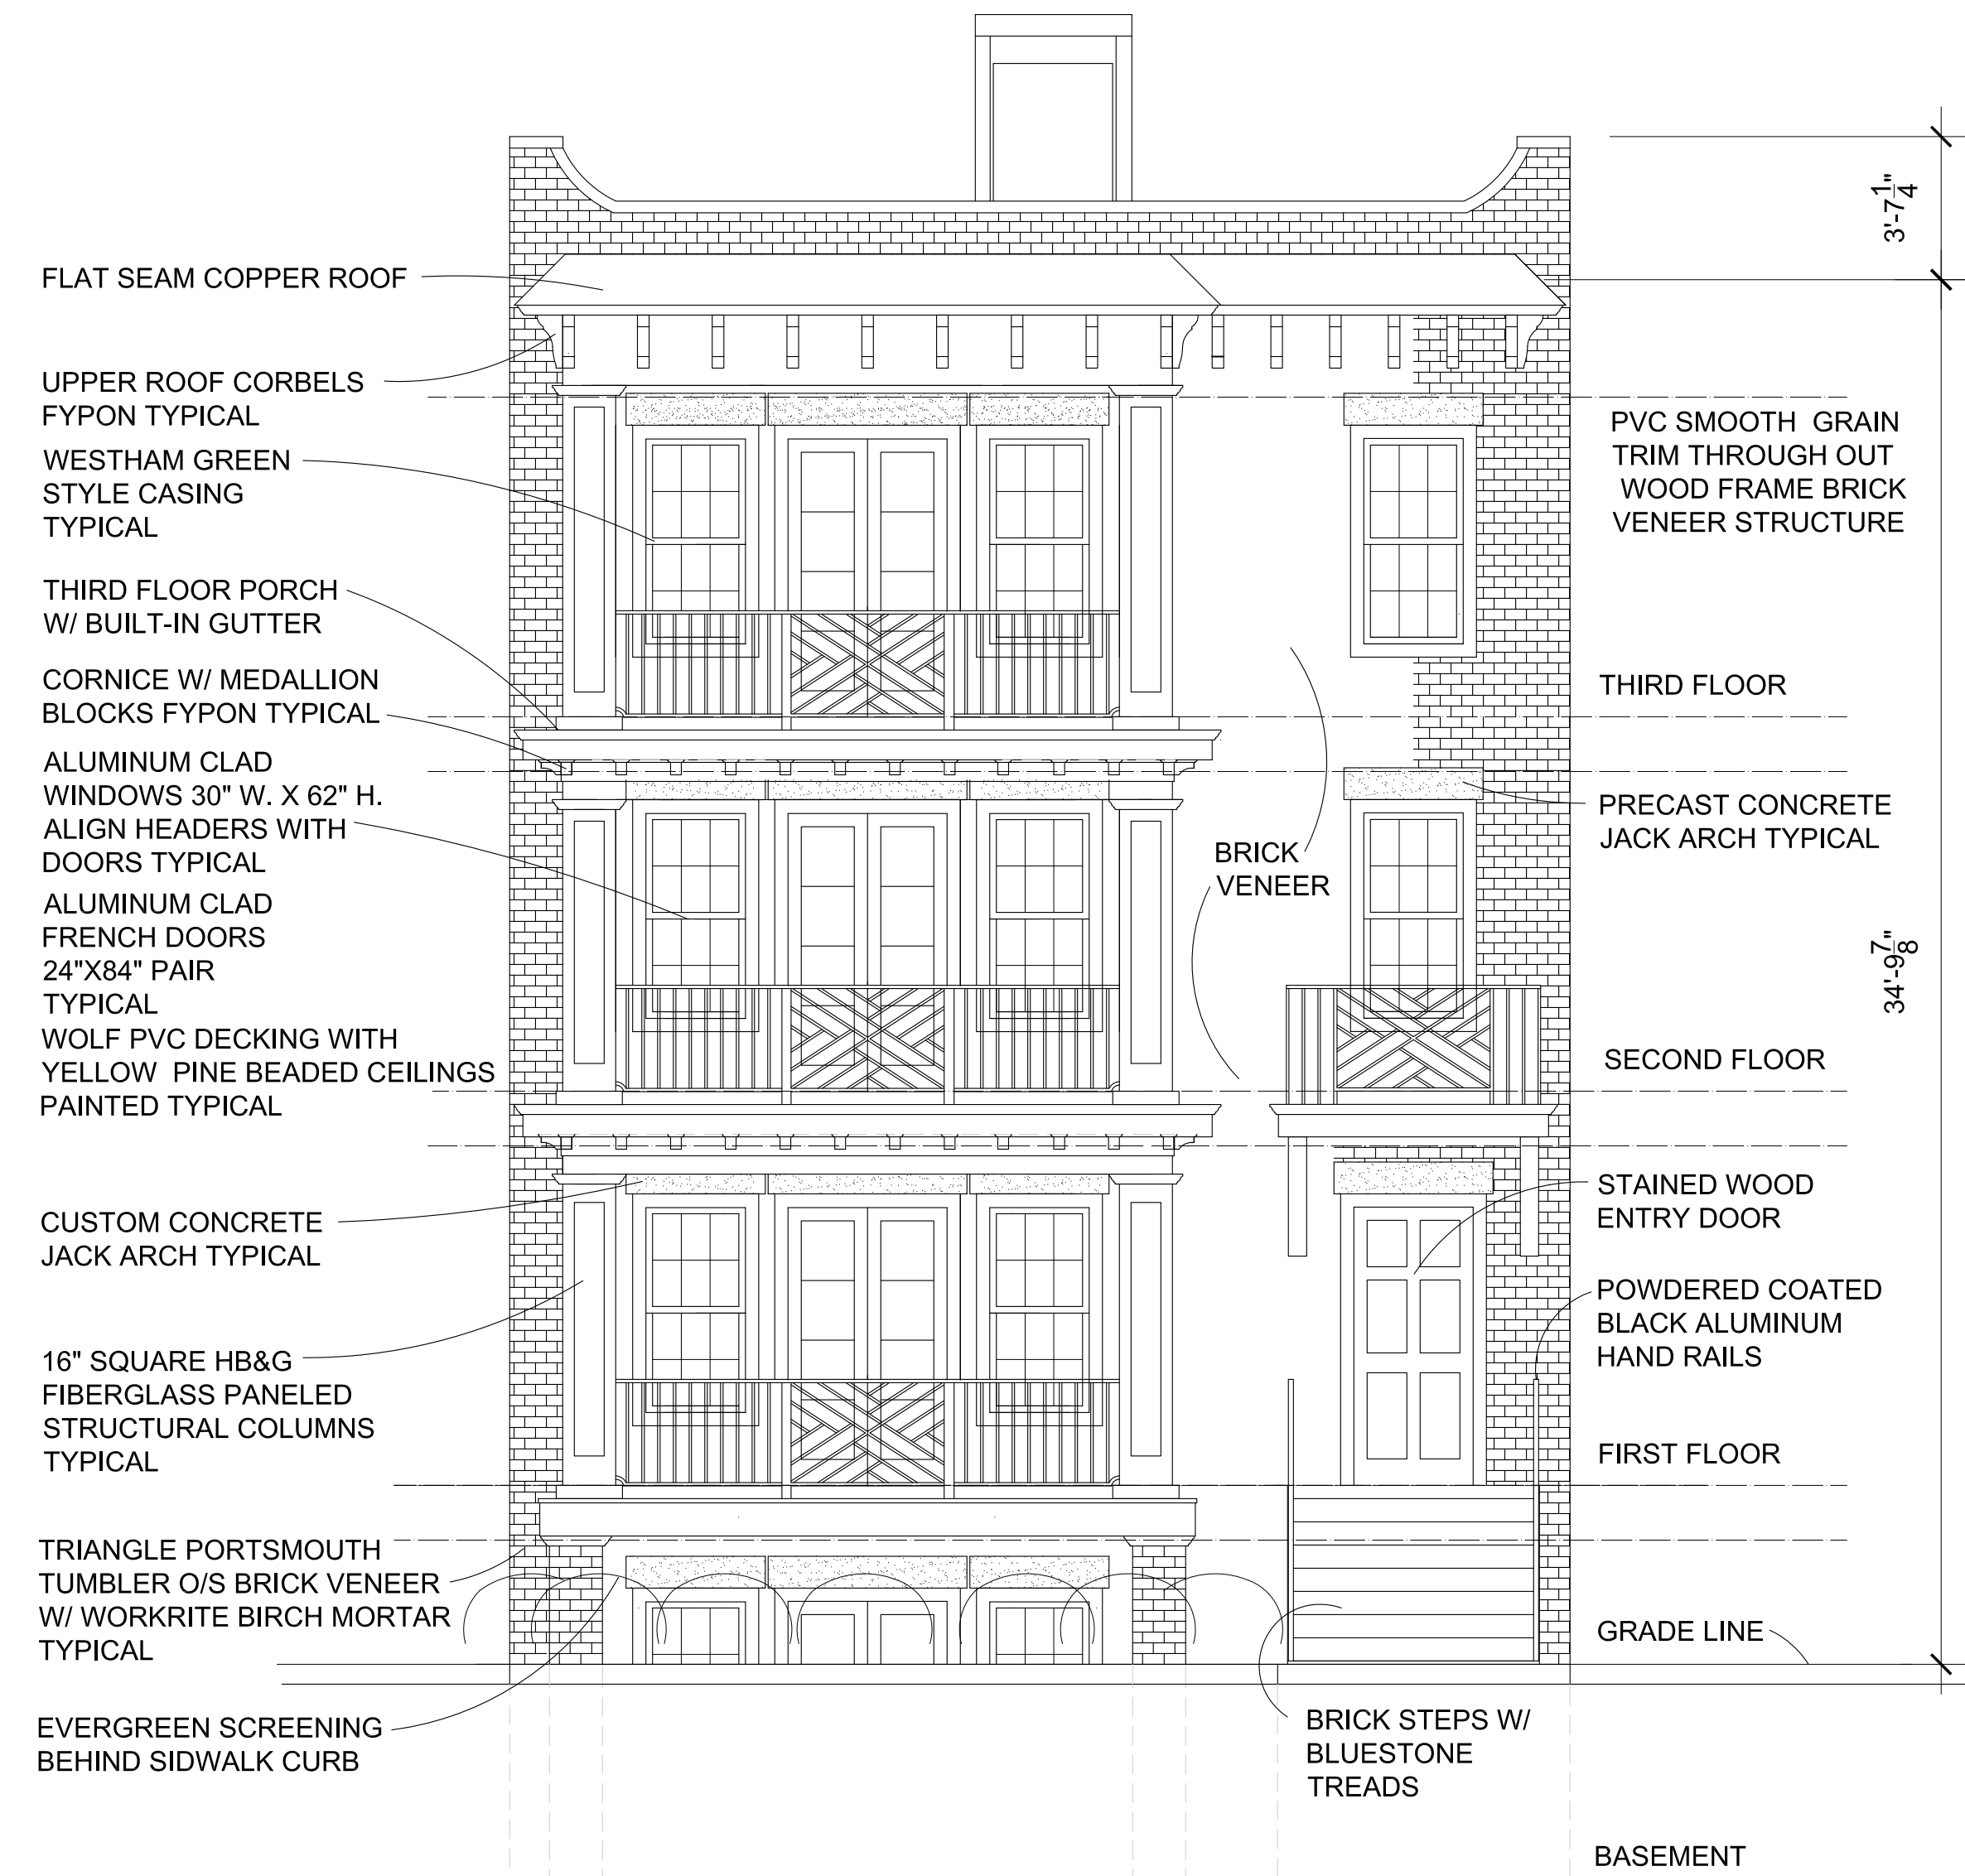 FLAT SEAM COPPER ROOF
UPPER ROOF CORBELS
FYPON TYPICAL
WESTHAM GREEN
STYLE CASING
TYPICAL
THIRD FLOOR PORCH
W/ BUILT-IN GUTTER
CORNICE W/ MEDALLION
BLOCKS FYPON TYPICAL
ALUMINUM CLAD
WINDOWS 30" W. X 62" H.
ALIGN HEADERS WITH
DOORS TYPICAL
ALUMINUM CLAD
FRENCH DOORS
24"X84" PAIR
TYPICAL
WOLF PVC DECKING WITH
YELLOW PINE BEADED CEILINGS
PAINTED TYPICAL
CUSTOM CONCRETE
JACK ARCH TYPICAL
16" SQUARE HB&G
FIBERGLASS PANELED
STRUCTURAL COLUMNS
TYPICAL
TRIANGLE PORTSMOUTH
TUMBLER O/S BRICK VENEER
W/ WORKRITE BIRCH MORTAR
TYPICAL
EVERGREEN SCREENING
BEHIND SIDWALK CURB
BRICK
VENEER
BRICK STEPS W/
BLUESTONE
TREADS
3'-7 1/4"
PVC SMOOTH GRAIN
TRIM THROUGH OUT
WOOD FRAME BRICK
VENEER STRUCTURE
THIRD FLOOR
PRECAST CONCRETE
JACK ARCH TYPICAL
34'-9 7/8"
SECOND FLOOR
STAINED WOOD
ENTRY DOOR
POWDERED COATED
BLACK ALUMINUM
HAND RAILS
FIRST FLOOR
GRADE LINE
BASEMENT